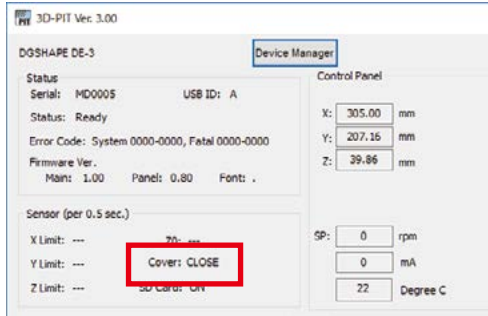 3D-PIT Ver. 3.00
DGSHAPE DE-3
Device Manager
Status
Serial: MD0005 USB ID: A
Status: Ready
Error Code: System 0000-0000, Fatal 0000-0000
Firmware Ver.
Main: 1.00 Panel: 0.80 Font: .
Sensor (per 0.5 sec.)
X Limit: --- Z0: ---
Y Limit: --- Cover: CLOSE
Z Limit: --- SD Card: ON
Control Panel
X: 305.00 mm
Y: 207.16 mm
Z: 39.86 mm
SP: 0 rpm
0 mA
22 Degree C